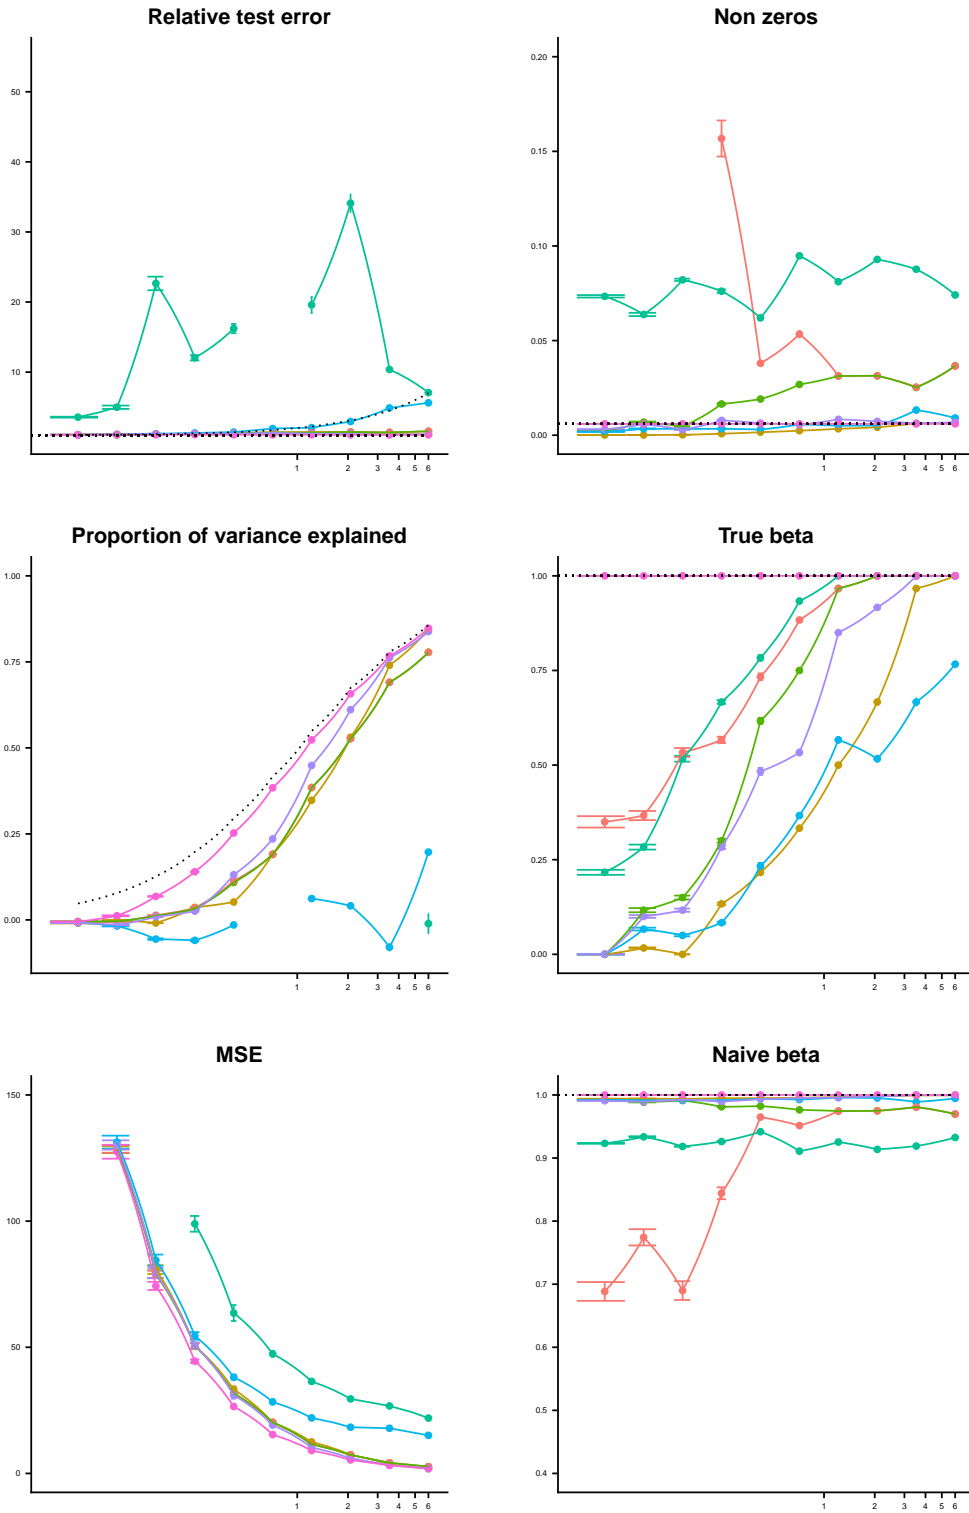 Relative test error
50
40
30
20
10
1 2 3 4 5 6
Non zeros
0.20
0.15
0.10
0.05
0.00
1 2 3 4 5 6
Proportion of variance explained
1.00
0.75
0.50
0.25
0.00
1 2 3 4 5 6
True beta
1.00
0.75
0.50
0.25
0.00
1 2 3 4 5 6
MSE
150
100
50
0
1 2 3 4 5 6
Naive beta
1.0
0.9
0.8
0.7
0.6
0.5
0.4
1 2 3 4 5 6